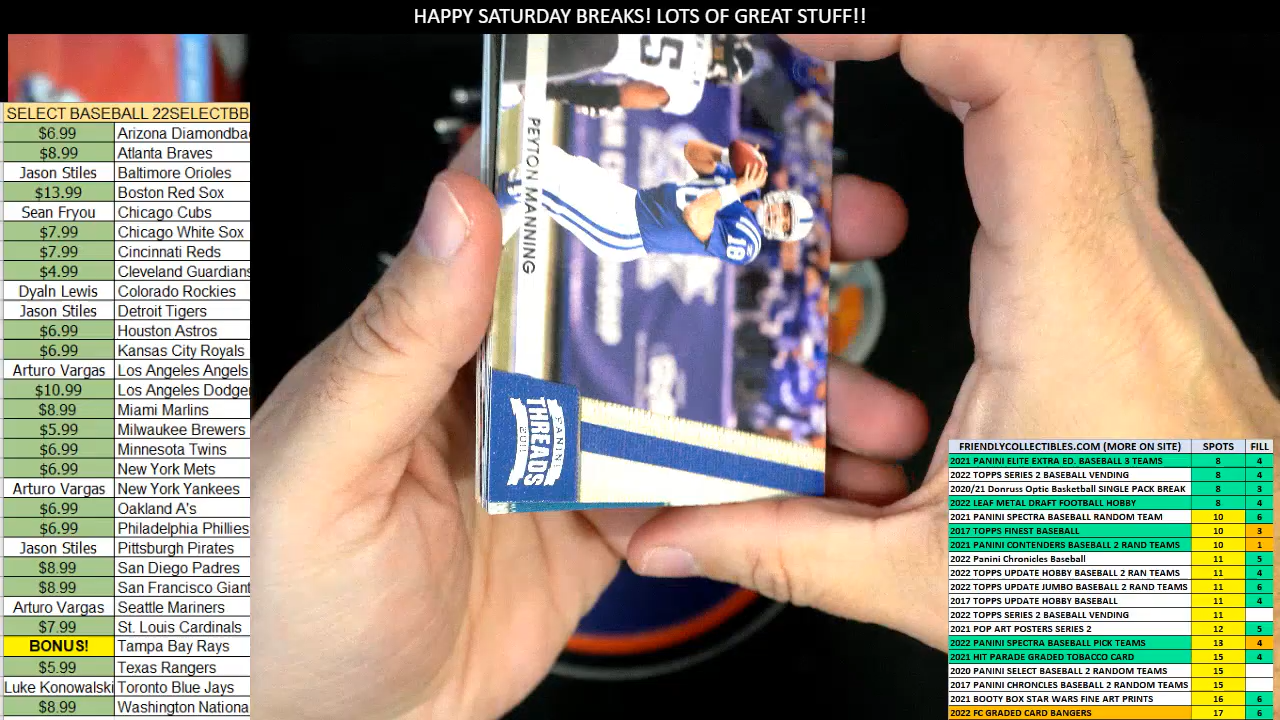 HAPPY SATURDAY BREAKS! LOTS OF GREAT STUFF!!
SELECT BASEBALL 22SELECTBB
$6.99 Arizona Diamondba
$8.99 Atlanta Braves
Jason Stiles Baltimore Orioles
$13.99 Boston Red Sox
Sean Fryou Chicago Cubs
$7.99 Chicago White Sox
$7.99 Cincinnati Reds
$4.99 Cleveland Guardians
Dyaln Lewis Colorado Rockies
Jason Stiles Detroit Tigers
$6.99 Houston Astros
$6.99 Kansas City Royals
Arturo Vargas Los Angeles Angels
$10.99 Los Angeles Dodge
$8.99 Miami Marlins
$5.99 Milwaukee Brewers
$6.99 Minnesota Twins
$6.99 New York Mets
Arturo Vargas New York Yankees
$6.99 Oakland A's
$6.99 Philadelphia Phillies
Jason Stiles Pittsburgh Pirates
$8.99 San Diego Padres
$8.99 San Francisco Giant
Arturo Vargas Seattle Mariners
$7.99 St. Louis Cardinals
BONUS! Tampa Bay Rays
$5.99 Texas Rangers
Luke Konowalski Toronto Blue Jays
$8.99 Washington Nationa
PEYTON MANNING
PANINI
THREADS
5
18
FRIENDLYCOLLECTIBLES.COM (MORE ON SITE) SPOTS FILL
2021 PANINI ELITE EXTRA ED. BASEBALL 3 TEAMS 8 4
2022 TOPPS SERIES 2 BASEBALL VENDING 8 4
2020/21 Donruss Optic Basketball SINGLE PACK BREAK 8 3
2022 LEAF METAL DRAFT FOOTBALL HOBBY 8 4
2021 PANINI SPECTRA BASEBALL RANDOM TEAM 10 6
2017 TOPPS FINEST BASEBALL 10 3
2021 PANINI CONTENDERS BASEBALL 2 RAND TEAMS 10 1
2022 Panini Chronicles Baseball 11 5
2022 TOPPS UPDATE HOBBY BASEBALL 2 RAN TEAMS 11 4
2022 TOPPS UPDATE JUMBO BASEBALL 2 RAND TEAMS 11 6
2017 TOPPS UPDATE HOBBY BASEBALL 11 4
2022 TOPPS SERIES 2 BASEBALL VENDING 11
2021 POP ART POSTERS SERIES 2 12 5
2022 PANINI SPECTRA BASEBALL PICK TEAMS 13 4
2021 HIT PARADE GRADED TOBACCO CARD 15 4
2020 PANINI SELECT BASEBALL 2 RANDOM TEAMS 15
2017 PANINI CHRONCLES BASEBALL 2 RANDOM TEAMS 15
2021 BOOTY BOX STAR WARS FINE ART PRINTS 16 6
2022 FC GRADED CARD BANGERS 17 6